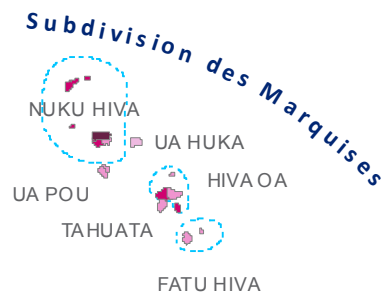 Subdivision des Marquises
NUKU HIVA
UA HUKA
HIVA OA
UA POU
TAHUATA
FATU HIVA